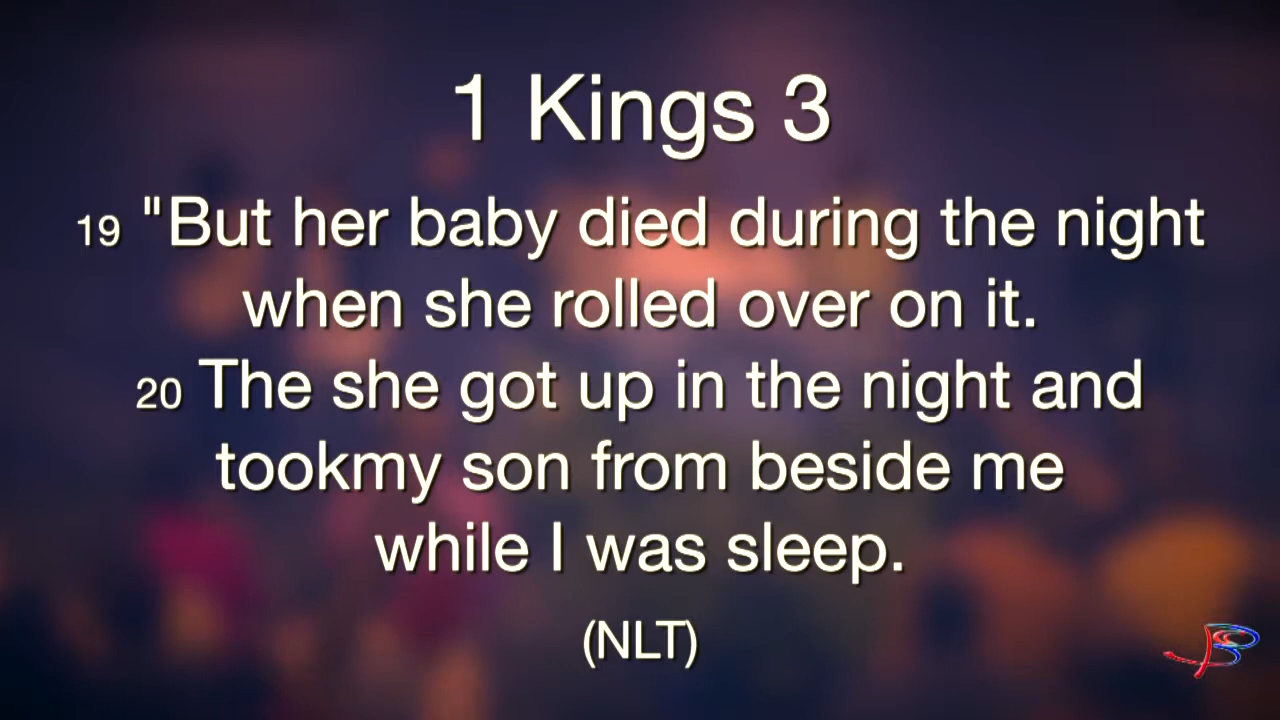 1 Kings 3
19 "But her baby died during the night
when she rolled over on it.
20 The she got up in the night and
tookmy son from beside me
while I was sleep.
(NLT)